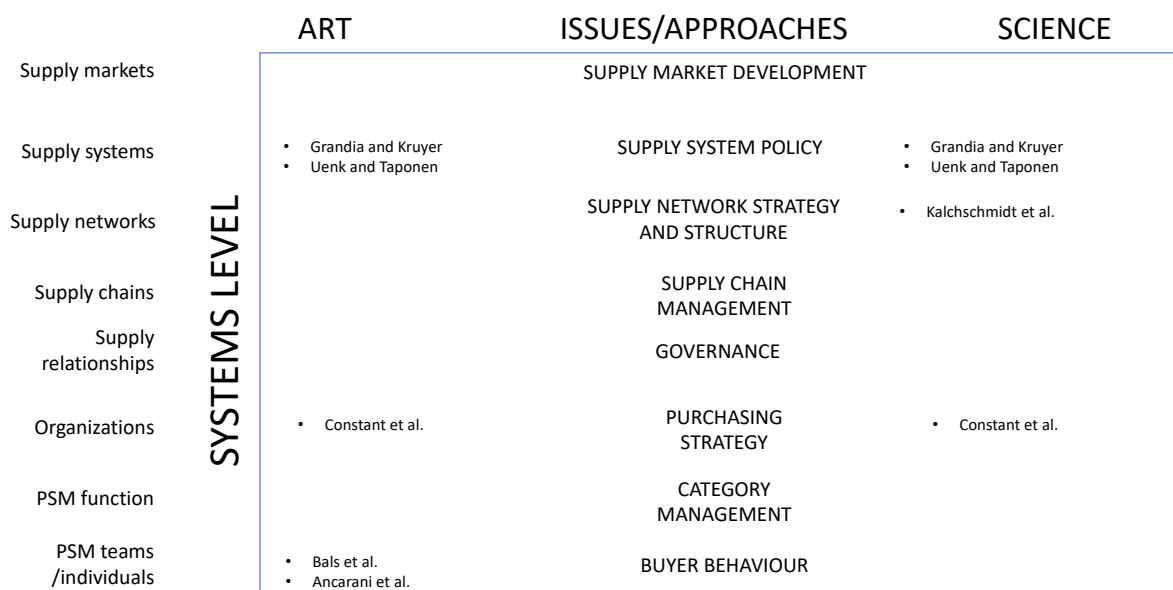 ART ISSUES/APPROACHES SCIENCE
Supply markets SUPPLY MARKET DEVELOPMENT
Supply systems
• Grandia and Kruyer
• Uenk and Taponen
SUPPLY SYSTEM POLICY
• Grandia and Kruyer
• Uenk and Taponen
Supply networks
SUPPLY NETWORK STRATEGY
AND STRUCTURE
• Kalchschmidt et al.
SYSTEMS LEVEL
Supply chains
SUPPLY CHAIN
MANAGEMENT
Supply
relationships
GOVERNANCE
Organizations
• Constant et al.
PURCHASING
STRATEGY
• Constant et al.
PSM function
CATEGORY
MANAGEMENT
PSM teams
/individuals
• Bals et al.
• Ancarani et al.
BUYER BEHAVIOUR